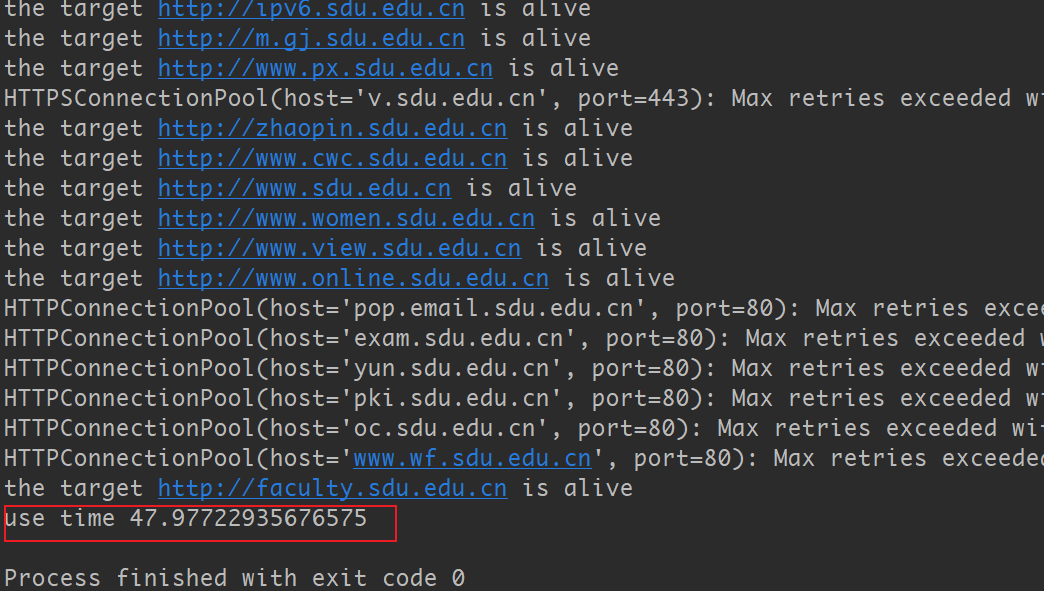 the target http://ipv6.sdu.edu.cn is alive
the target http://m.gj.sdu.edu.cn is alive
the target http://www.px.sdu.edu.cn is alive
HTTPSConnectionPool(host='v.sdu.edu.cn', port=443): Max retries exceeded wi
the target http://zhaopin.sdu.edu.cn is alive
the target http://www.cwc.sdu.edu.cn is alive
the target http://www.sdu.edu.cn is alive
the target http://www.women.sdu.edu.cn is alive
the target http://www.view.sdu.edu.cn is alive
the target http://www.online.sdu.edu.cn is alive
HTTPConnectionPool(host='pop.email.sdu.edu.cn', port=80): Max retries excee
HTTPConnectionPool(host='exam.sdu.edu.cn', port=80): Max retries exceeded w
HTTPConnectionPool(host='yun.sdu.edu.cn', port=80): Max retries exceeded wi
HTTPConnectionPool(host='pki.sdu.edu.cn', port=80): Max retries exceeded wi
HTTPConnectionPool(host='oc.sdu.edu.cn', port=80): Max retries exceeded wit
HTTPConnectionPool(host='www.wf.sdu.edu.cn', port=80): Max retries exceeded
the target http://faculty.sdu.edu.cn is alive
use time 47.97722935676575
Process finished with exit code 0